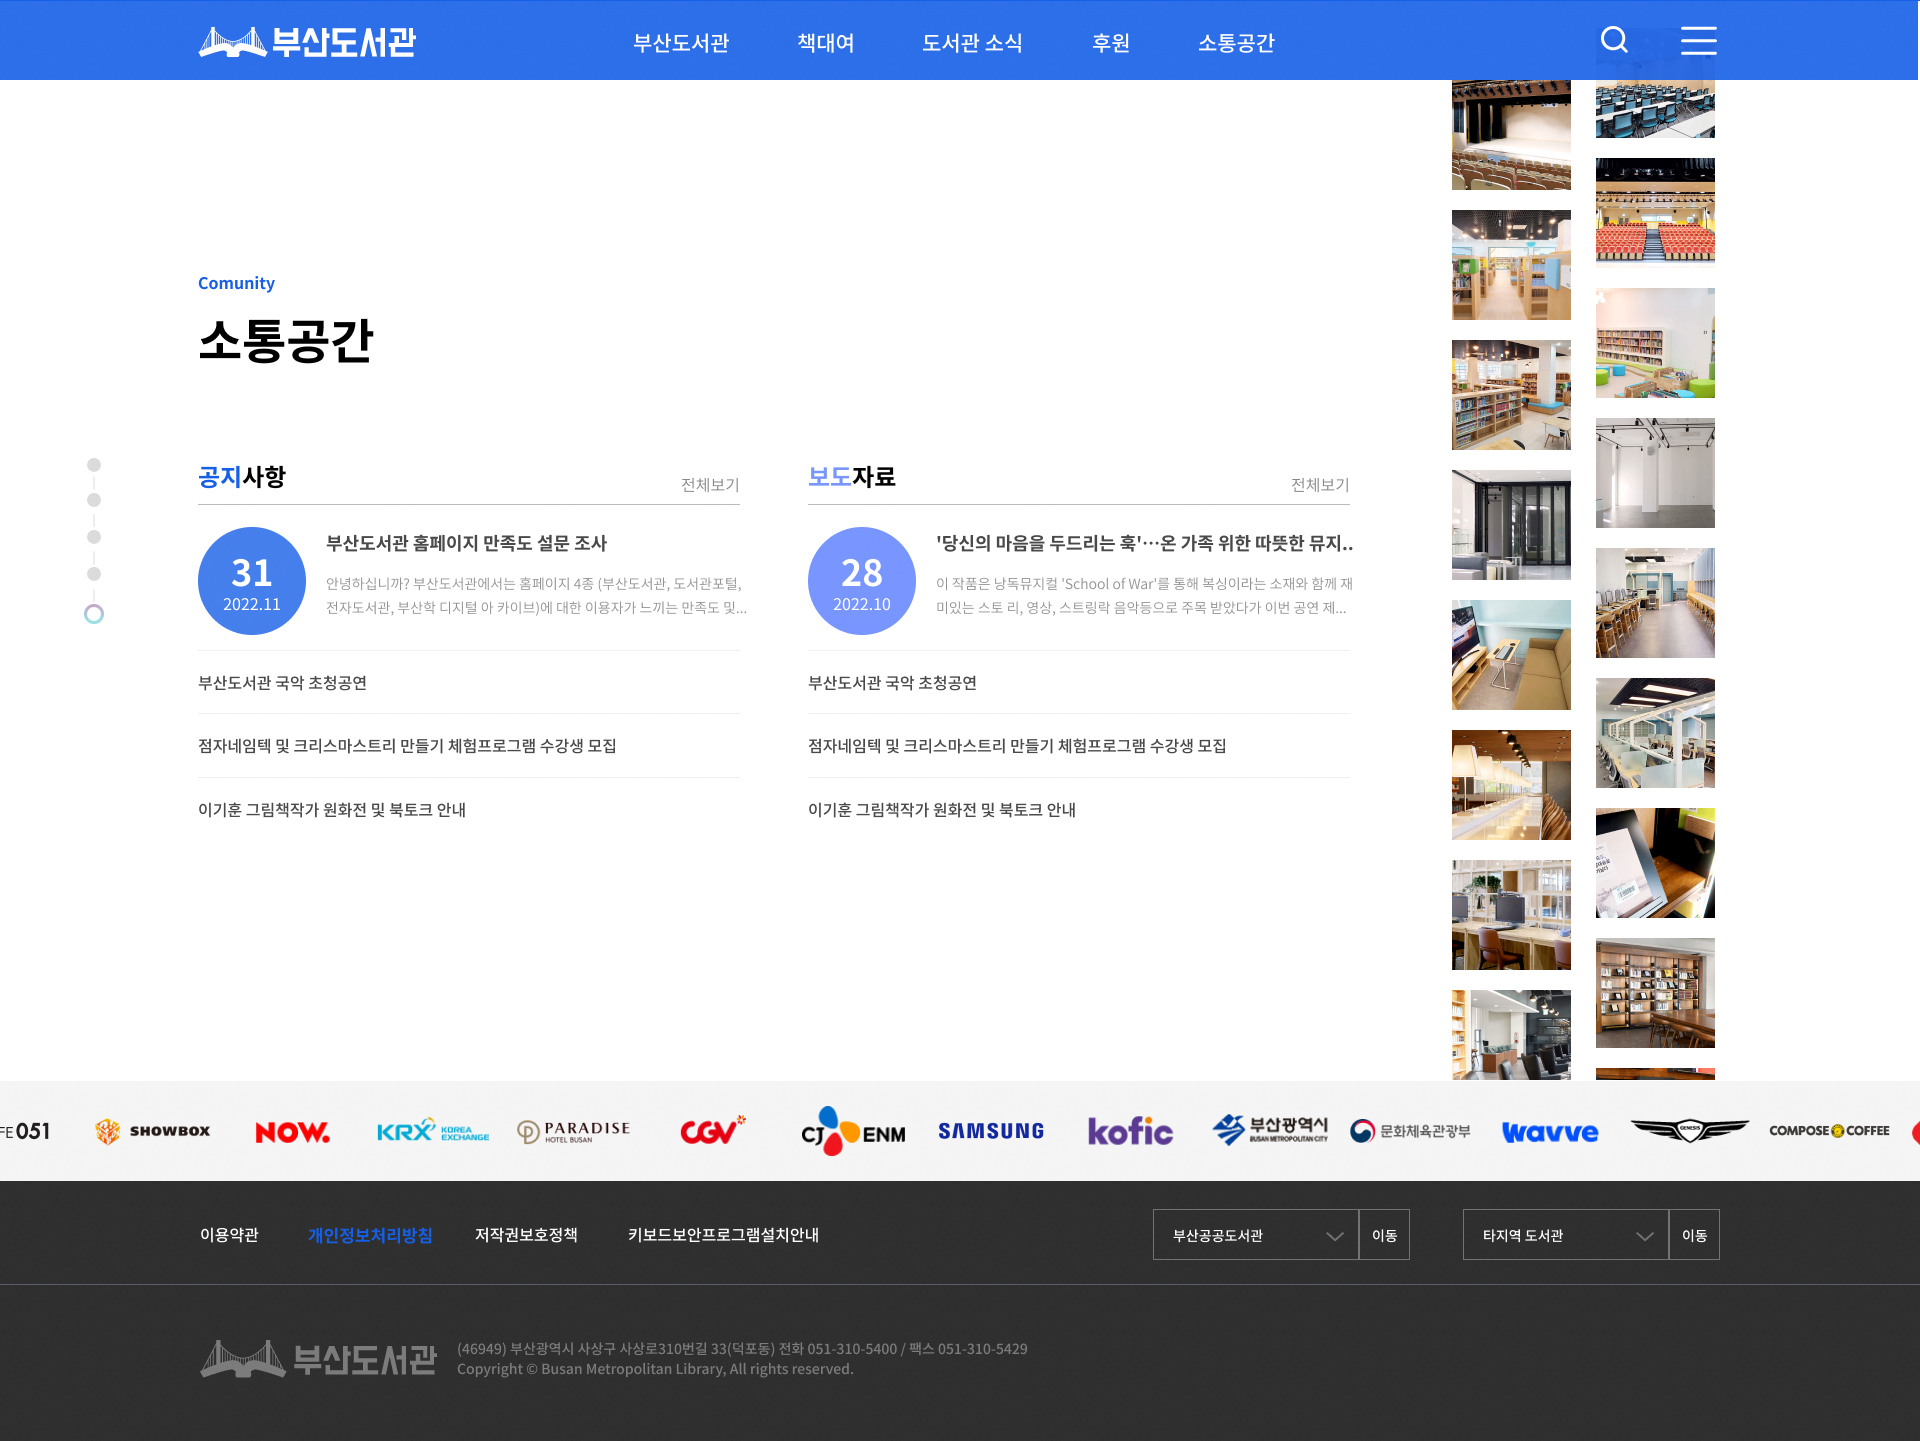 부산도서관
부산도서관 책대여 도서관 소식 후원 소통공간
Comunity
소통공간
공지사항
전체보기
31
2022.11
부산도서관 홈페이지 만족도 설문 조사
안녕하십니까? 부산도서관에서는 홈페이지 4종 (부산도서관, 도서관포털,
전자도서관, 부산학 디지털 아 카이브)에 대한 이용자가 느끼는 만족도 및...
부산도서관 국악 초청공연
점자네임텍 및 크리스마스트리 만들기 체험프로그램 수강생 모집
이기훈 그림책작가 원화전 및 북토크 안내
보도자료
전체보기
28
2022.10
'당신의 마음을 두드리는 훅'…온 가족 위한 따뜻한 뮤지..
이 작품은 낭독뮤지컬 'School of War'를 통해 복싱이라는 소재와 함께 재
미있는 스토 리, 영상, 스트링락 음악등으로 주목 받았다가 이번 공연 제...
부산도서관 국악 초청공연
점자네임텍 및 크리스마스트리 만들기 체험프로그램 수강생 모집
이기훈 그림책작가 원화전 및 북토크 안내
FE 051
SHOWBOX
NOW.
KRX KOREA
EXCHANGE
PARADISE
HOTEL BUSAN
CGV
CJ ENM
SAMSUNG
kofic
부산광역시
BUSAN METROPOLITAN CITY
문화체육관광부
wavve
GENESIS
COMPOSE COFFEE
이용약관 개인정보처리방침 저작권보호정책 키보드보안프로그램설치안내
부산공공도서관 이동 타지역 도서관 이동
부산도서관
(46949) 부산광역시 사상구 사상로310번길 33(덕포동) 전화 051-310-5400 / 팩스 051-310-5429
Copyright © Busan Metropolitan Library, All rights reserved.